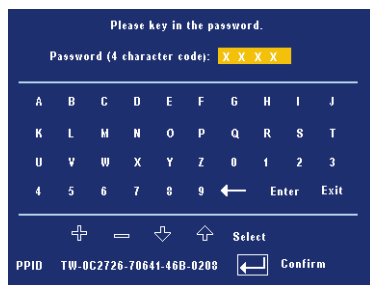 Please key in the password.
Password (4 character code): X X X X
A B C D E F G H I J
K L M N O P Q R S T
U V W X Y Z 0 1 2 3
4 5 6 7 8 9 Enter Exit
Select
PPID TW-0C2726-70641-46B-0208 Confirm